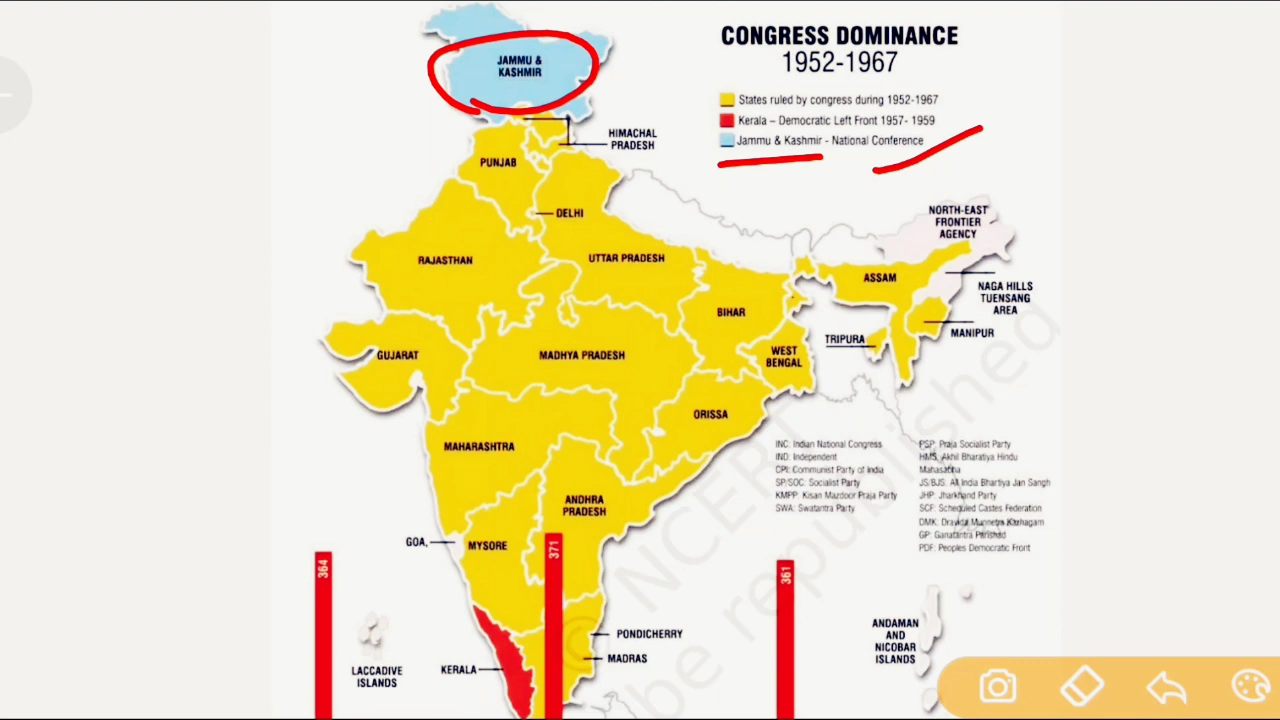 CONGRESS DOMINANCE
1952-1967
States ruled by congress during 1952-1967
Kerala – Democratic Left Front 1957- 1959
Jammu & Kashmir - National Conference
JAMMU &
KASHMIR
HIMACHAL
PRADESH
PUNJAB
DELHI
RAJASTHAN
UTTAR PRADESH
NORTH-EAST
FRONTIER
AGENCY
ASSAM
NAGA HILLS
TUENSANG
AREA
BIHAR
MANIPUR
TRIPURA
GUJARAT
MADHYA PRADESH
WEST
BENGAL
ORISSA
MAHARASHTRA
ANDHRA
PRADESH
GOA,
MYSORE
INC: Indian National Congress
IND: Independent
CPI: Communist Party of India
SP/SOC: Socialist Party
KMPP: Kisan Mazdoor Praja Party
SWA: Swatantra Party
PSP: Praja Socialist Party
HMS: Akhil Bharatiya Hindu
Mahasabha
JS/BJS: All India Bhartiya Jan Sangh
JHP: Jharkhand Party
SCF: Scheduled Castes Federation
DMK: Dravida Munnetra Kazhagam
GP: Ganatantra Parishad
PDF: Peoples Democratic Front
364
371
361
PONDICHERRY
MADRAS
KERALA
LACCADIVE
ISLANDS
ANDAMAN
AND
NICOBAR
ISLANDS
© NCERT
be republished